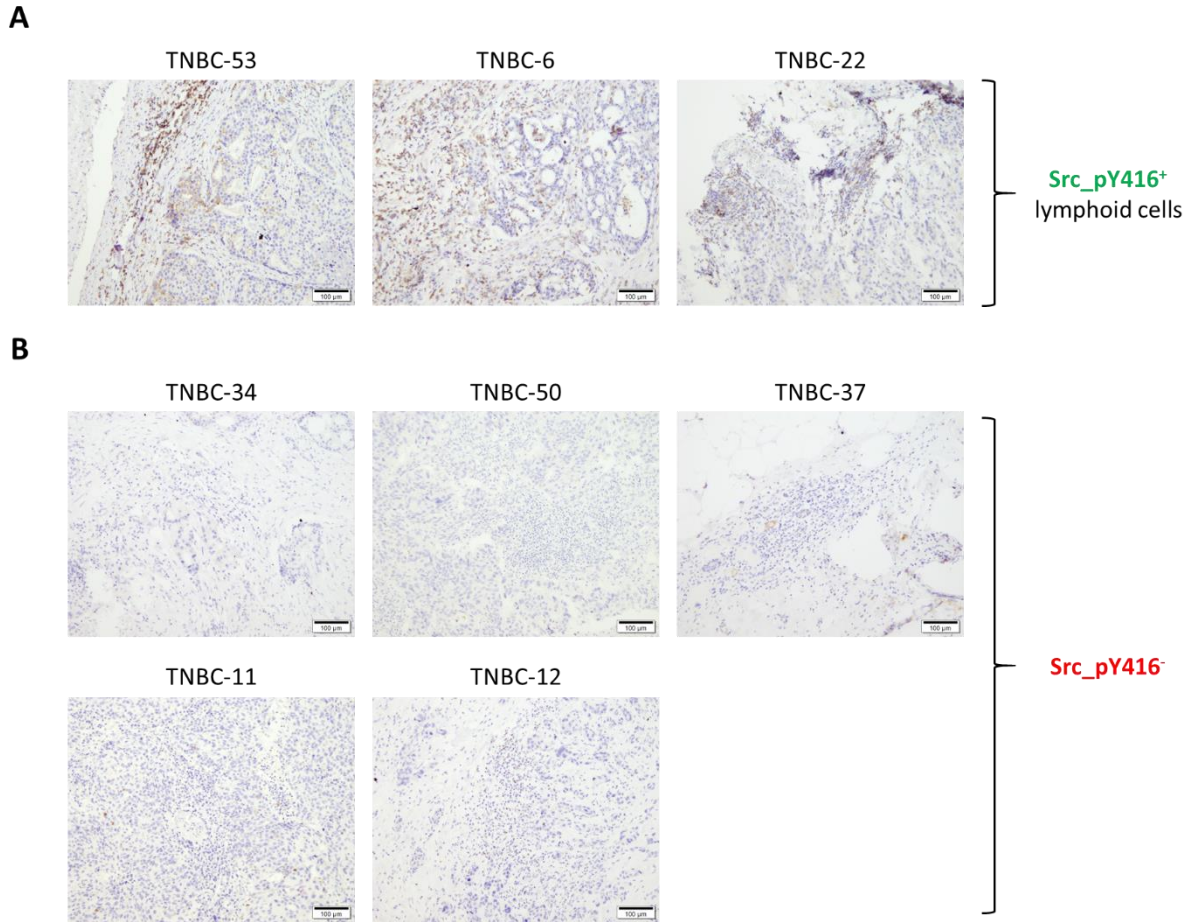 A
TNBC-53 TNBC-6 TNBC-22
100 µm 100 µm 100 µm
Src_pY416⁺
lymphoid cells
B
TNBC-34 TNBC-50 TNBC-37
100 µm 100 µm 100 µm
Src_pY416⁻
TNBC-11 TNBC-12
100 µm 100 µm